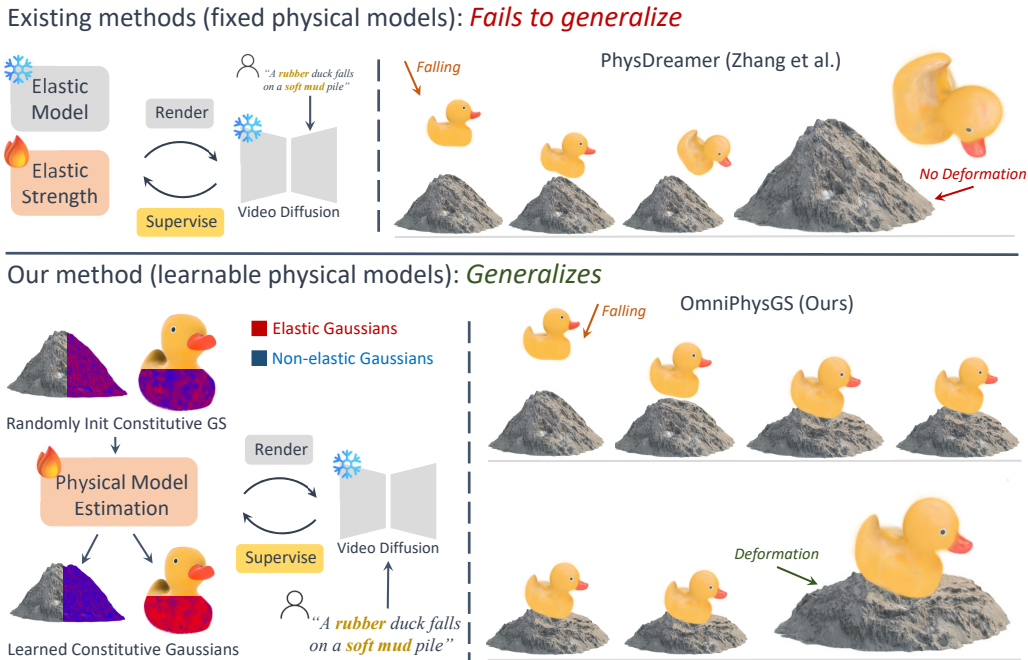 Existing methods (fixed physical models): Fails to generalize
Elastic
Model
Elastic
Strength
Render
Supervise
"A rubber duck falls
on a soft mud pile"
Video Diffusion
PhysDreamer (Zhang et al.)
Falling
No Deformation
Our method (learnable physical models): Generalizes
Elastic Gaussians
Non-elastic Gaussians
Randomly Init Constitutive GS
Physical Model
Estimation
Learned Constitutive Gaussians
Render
Supervise
Video Diffusion
"A rubber duck falls
on a soft mud pile"
OmniPhysGS (Ours)
Falling
Deformation